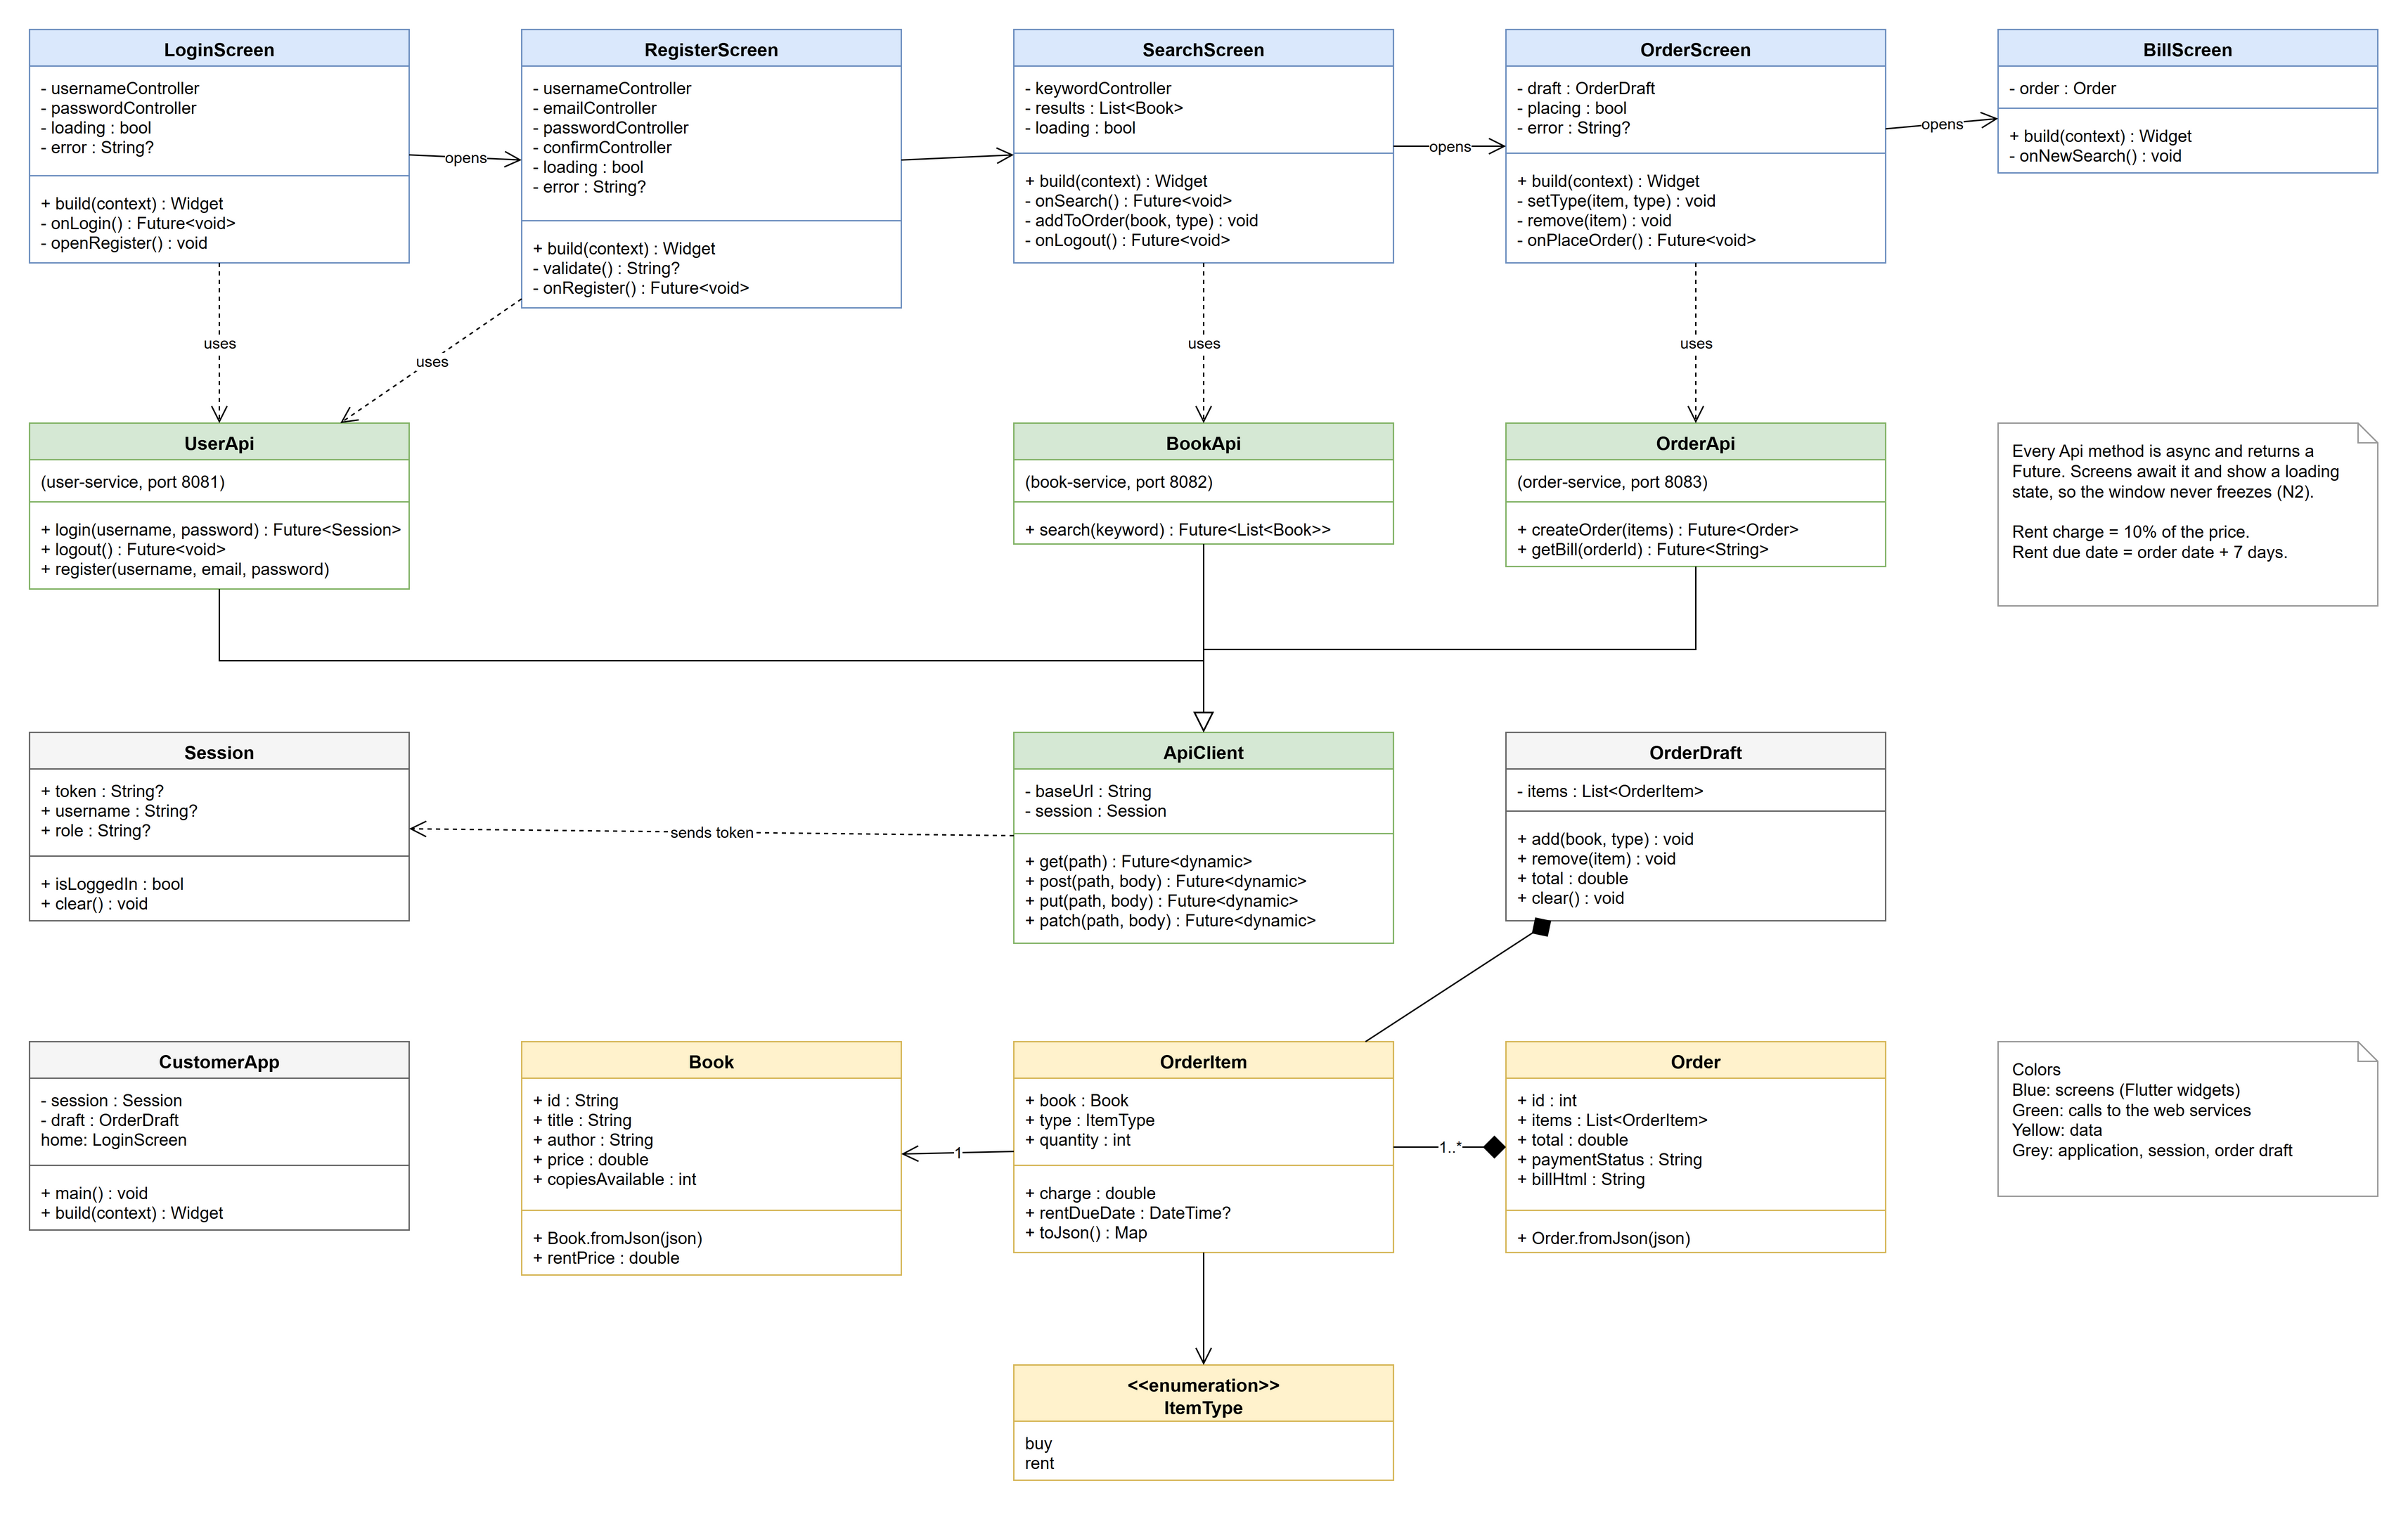 LoginScreen
- usernameController
- passwordController
- loading : bool
- error : String?
+ build(context) : Widget
- onLogin() : Future<void>
- openRegister() : void
opens
RegisterScreen
- usernameController
- emailController
- passwordController
- confirmController
- loading : bool
- error : String?
+ build(context) : Widget
- validate() : String?
- onRegister() : Future<void>
SearchScreen
- keywordController
- results : List<Book>
- loading : bool
+ build(context) : Widget
- onSearch() : Future<void>
- addToOrder(book, type) : void
- onLogout() : Future<void>
opens
OrderScreen
- draft : OrderDraft
- placing : bool
- error : String?
+ build(context) : Widget
- setType(item, type) : void
- remove(item) : void
- onPlaceOrder() : Future<void>
opens
BillScreen
- order : Order
+ build(context) : Widget
- onNewSearch() : void
uses
uses
uses
uses
UserApi
(user-service, port 8081)
+ login(username, password) : Future<Session>
+ logout() : Future<void>
+ register(username, email, password)
BookApi
(book-service, port 8082)
+ search(keyword) : Future<List<Book>>
OrderApi
(order-service, port 8083)
+ createOrder(items) : Future<Order>
+ getBill(orderId) : Future<String>
Every Api method is async and returns a
Future. Screens await it and show a loading
state, so the window never freezes (N2).
Rent charge = 10% of the price.
Rent due date = order date + 7 days.
Session
+ token : String?
+ username : String?
+ role : String?
+ isLoggedIn : bool
+ clear() : void
sends token
ApiClient
- baseUrl : String
- session : Session
+ get(path) : Future<dynamic>
+ post(path, body) : Future<dynamic>
+ put(path, body) : Future<dynamic>
+ patch(path, body) : Future<dynamic>
OrderDraft
- items : List<OrderItem>
+ add(book, type) : void
+ remove(item) : void
+ total : double
+ clear() : void
CustomerApp
- session : Session
- draft : OrderDraft
home: LoginScreen
+ main() : void
+ build(context) : Widget
Book
+ id : String
+ title : String
+ author : String
+ price : double
+ copiesAvailable : int
+ Book.fromJson(json)
+ rentPrice : double
1
OrderItem
+ book : Book
+ type : ItemType
+ quantity : int
+ charge : double
+ rentDueDate : DateTime?
+ toJson() : Map
1..*
Order
+ id : int
+ items : List<OrderItem>
+ total : double
+ paymentStatus : String
+ billHtml : String
+ Order.fromJson(json)
Colors
Blue: screens (Flutter widgets)
Green: calls to the web services
Yellow: data
Grey: application, session, order draft
<<enumeration>>
ItemType
buy
rent